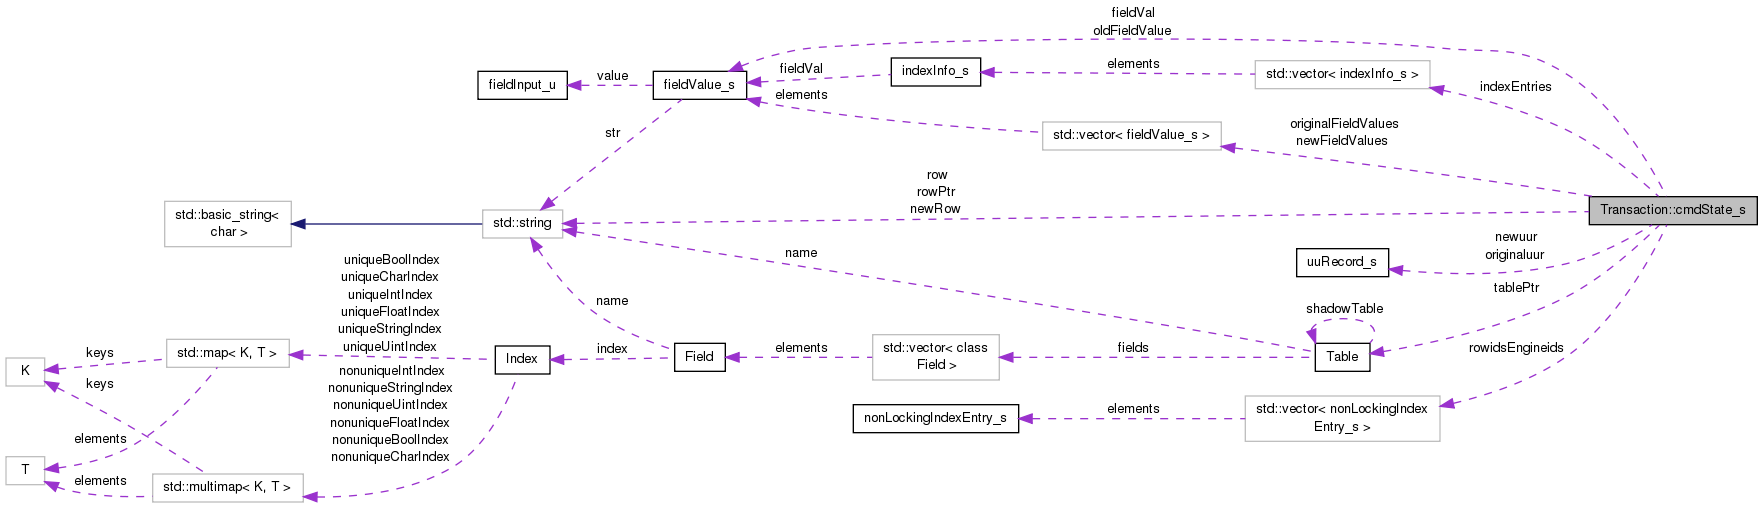 fieldVal
oldFieldValue
fieldInput_u
value
fieldValue_s
fieldVal
indexInfo_s
elements
std::vector< indexInfo_s >
indexEntries
elements
std::vector< fieldValue_s >
originalFieldValues
newFieldValues
str
row
rowPtr
newRow
Transaction::cmdState_s
std::basic_string<
char >
std::string
name
newuur
originaluur
uuRecord_s
tablePtr
shadowTable
name
uniqueBoolIndex
uniqueCharIndex
uniqueIntIndex
uniqueFloatIndex
uniqueStringIndex
uniqueUintIndex
keys
std::map< K, T >
Index
index
Field
elements
std::vector< class
Field >
fields
Table
rowidsEngineids
K
keys
nonuniqueIntIndex
nonuniqueStringIndex
nonuniqueUintIndex
nonuniqueFloatIndex
nonuniqueBoolIndex
nonuniqueCharIndex
nonLockingIndexEntry_s
elements
std::vector< nonLockingIndex
Entry_s >
elements
T
elements
std::multimap< K, T >